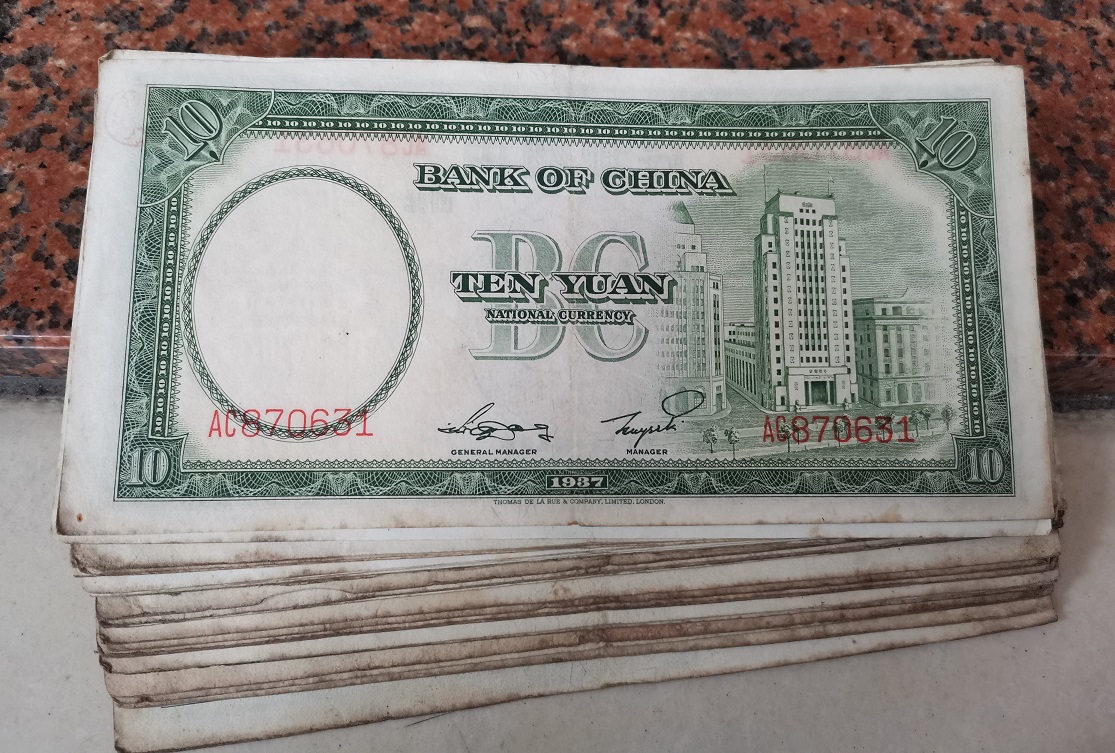 10 10
BANK OF CHINA
BC
TEN YUAN
NATIONAL CURRENCY
AC870631 AC870631
GENERAL MANAGER MANAGER
10 10
1937
THOMAS DE LA RUE & COMPANY, LIMITED, LONDON.